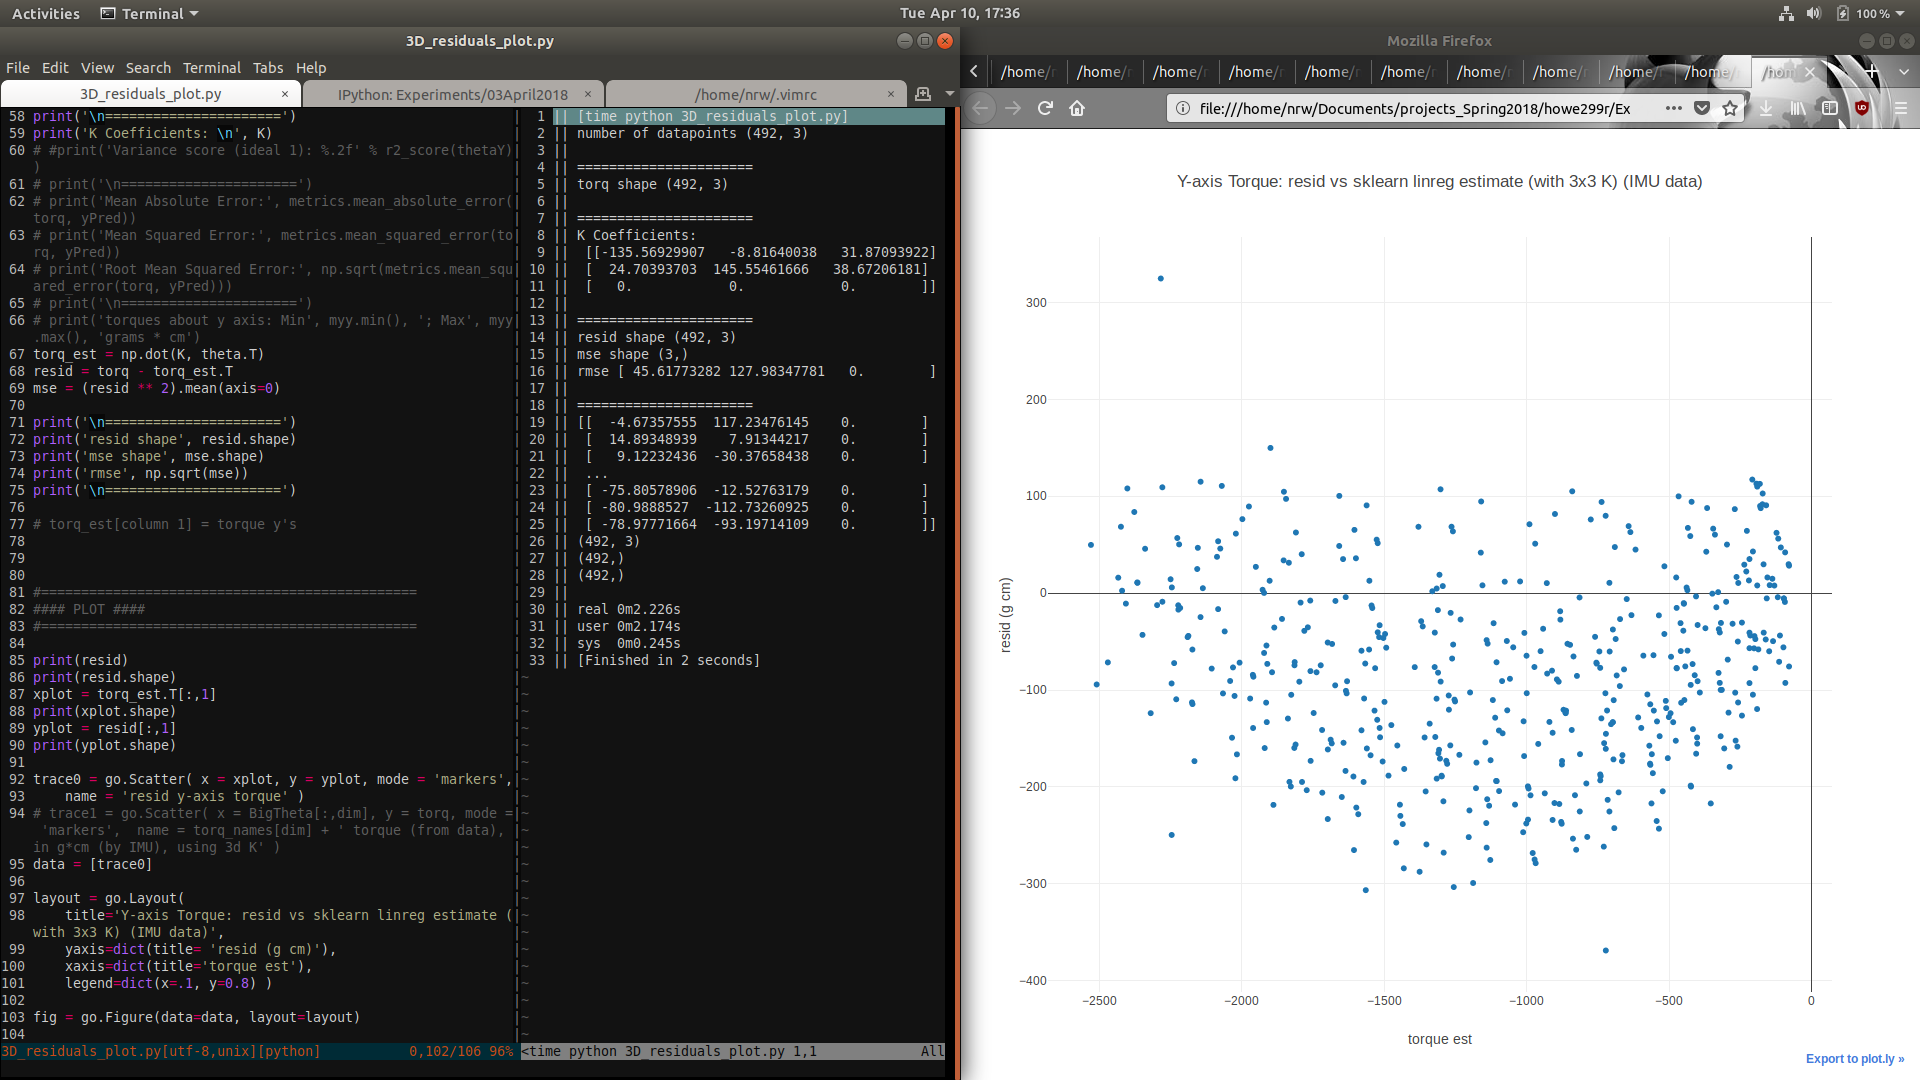 Activities
Terminal
Tue Apr 10, 17:36
100 %
3D_residuals_plot.py
File Edit View Search Terminal Tabs Help
3D_residuals_plot.py ×
IPython: Experiments/03April2018 ×
/home/nrw/.vimrc ×
58 print('\n======================')
59 print('K Coefficients: \n', K)
60 # #print('Variance score (ideal 1): %.2f' % r2_score(thetaY)
)
61 # print('\n======================')
62 # print('Mean Absolute Error:', metrics.mean_absolute_error(
torq, yPred))
63 # print('Mean Squared Error:', metrics.mean_squared_error(to
rq, yPred))
64 # print('Root Mean Squared Error:', np.sqrt(metrics.mean_squ
ared_error(torq, yPred)))
65 # print('\n======================')
66 # print('torques about y axis: Min', myy.min(), '; Max', myy
.max(), 'grams * cm')
67 torq_est = np.dot(K, theta.T)
68 resid = torq - torq_est.T
69 mse = (resid ** 2).mean(axis=0)
70
71 print('\n======================')
72 print('resid shape', resid.shape)
73 print('mse shape', mse.shape)
74 print('rmse', np.sqrt(mse))
75 print('\n======================')
76
77 # torq_est[column 1] = torque y's
78
79
80
81 #===============================================
82 #### PLOT ####
83 #===============================================
84
85 print(resid)
86 print(resid.shape)
87 xplot = torq_est.T[:,1]
88 print(xplot.shape)
89 yplot = resid[:,1]
90 print(yplot.shape)
91
92 trace0 = go.Scatter( x = xplot, y = yplot, mode = 'markers',
93     name = 'resid y-axis torque' )
94 # trace1 = go.Scatter( x = BigTheta[:,dim], y = torq, mode =
'markers',  name = torq_names[dim] + ' torque (from data),
in g*cm (by IMU), using 3d K' )
95 data = [trace0]
96
97 layout = go.Layout(
98     title='Y-axis Torque: resid vs sklearn linreg estimate (
with 3x3 K) (IMU data)',
99     yaxis=dict(title= 'resid (g cm)'),
100     xaxis=dict(title='torque est'),
101     legend=dict(x=.1, y=0.8) )
102
103 fig = go.Figure(data=data, layout=layout)
104
3D_residuals_plot.py[utf-8,unix][python] 0,102/106 96%
1 || [time python 3D_residuals_plot.py]
2 || number of datapoints (492, 3)
3 ||
4 || ======================
5 || torq shape (492, 3)
6 ||
7 || ======================
8 || K Coefficients:
9 ||  [[-135.56929907   -8.81640038   31.87093922]
10 ||  [  24.70393703  145.55461666   38.67206181]
11 ||  [   0.            0.            0.        ]]
12 ||
13 || ======================
14 || resid shape (492, 3)
15 || mse shape (3,)
16 || rmse [ 45.61773282 127.98347781   0.        ]
17 ||
18 || ======================
19 || [[  -4.67357555  117.23476145    0.        ]
20 ||  [  14.89348939    7.91344217    0.        ]
21 ||  [   9.12232436  -30.37658438    0.        ]
22 ||  ...
23 ||  [ -75.80578906  -12.52763179    0.        ]
24 ||  [ -80.9888527  -112.73260925    0.        ]
25 ||  [ -78.97771664  -93.19714109    0.        ]]
26 || (492, 3)
27 || (492,)
28 || (492,)
29 ||
30 || real 0m2.226s
31 || user 0m2.174s
32 || sys  0m0.245s
33 || [Finished in 2 seconds]
<time python 3D_residuals_plot.py 1,1 All
Mozilla Firefox
/home/ /home/ /home/ /home/ /home/ /home/ /home/ /home/ /home/ /home/ /hom
file:///home/nrw/Documents/projects_Spring2018/howe299r/Ex
Y-axis Torque: resid vs sklearn linreg estimate (with 3x3 K) (IMU data)
resid (g cm)
300
200
100
0
−100
−200
−300
−400
−2500 −2000 −1500 −1000 −500 0
torque est
Export to plot.ly »